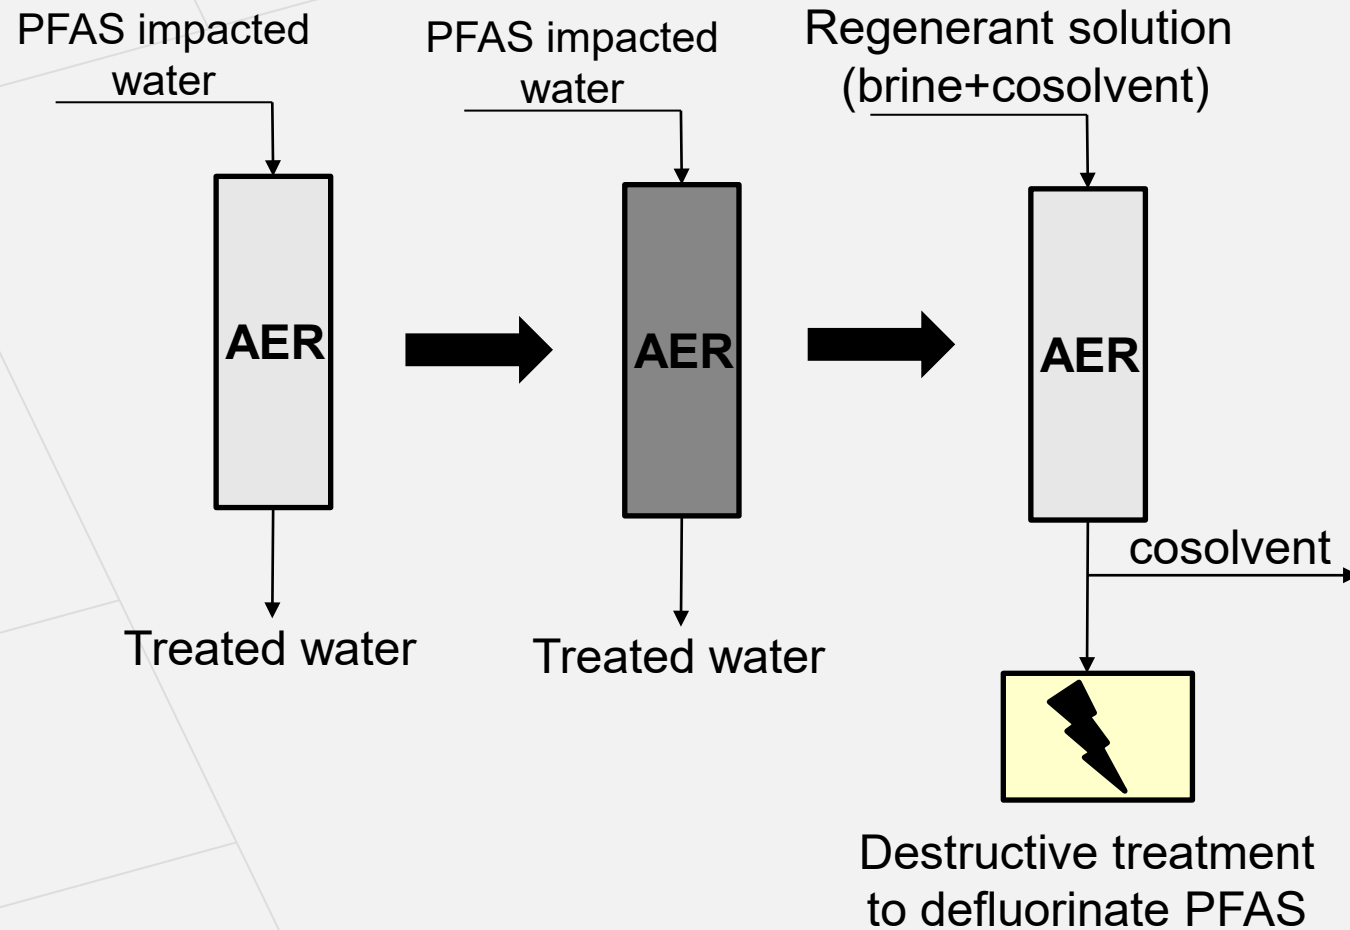 PFAS impacted
water
AER
Treated water
PFAS impacted
water
AER
Treated water
Regenerant solution
(brine+cosolvent)
AER
cosolvent
Destructive treatment
to defluorinate PFAS